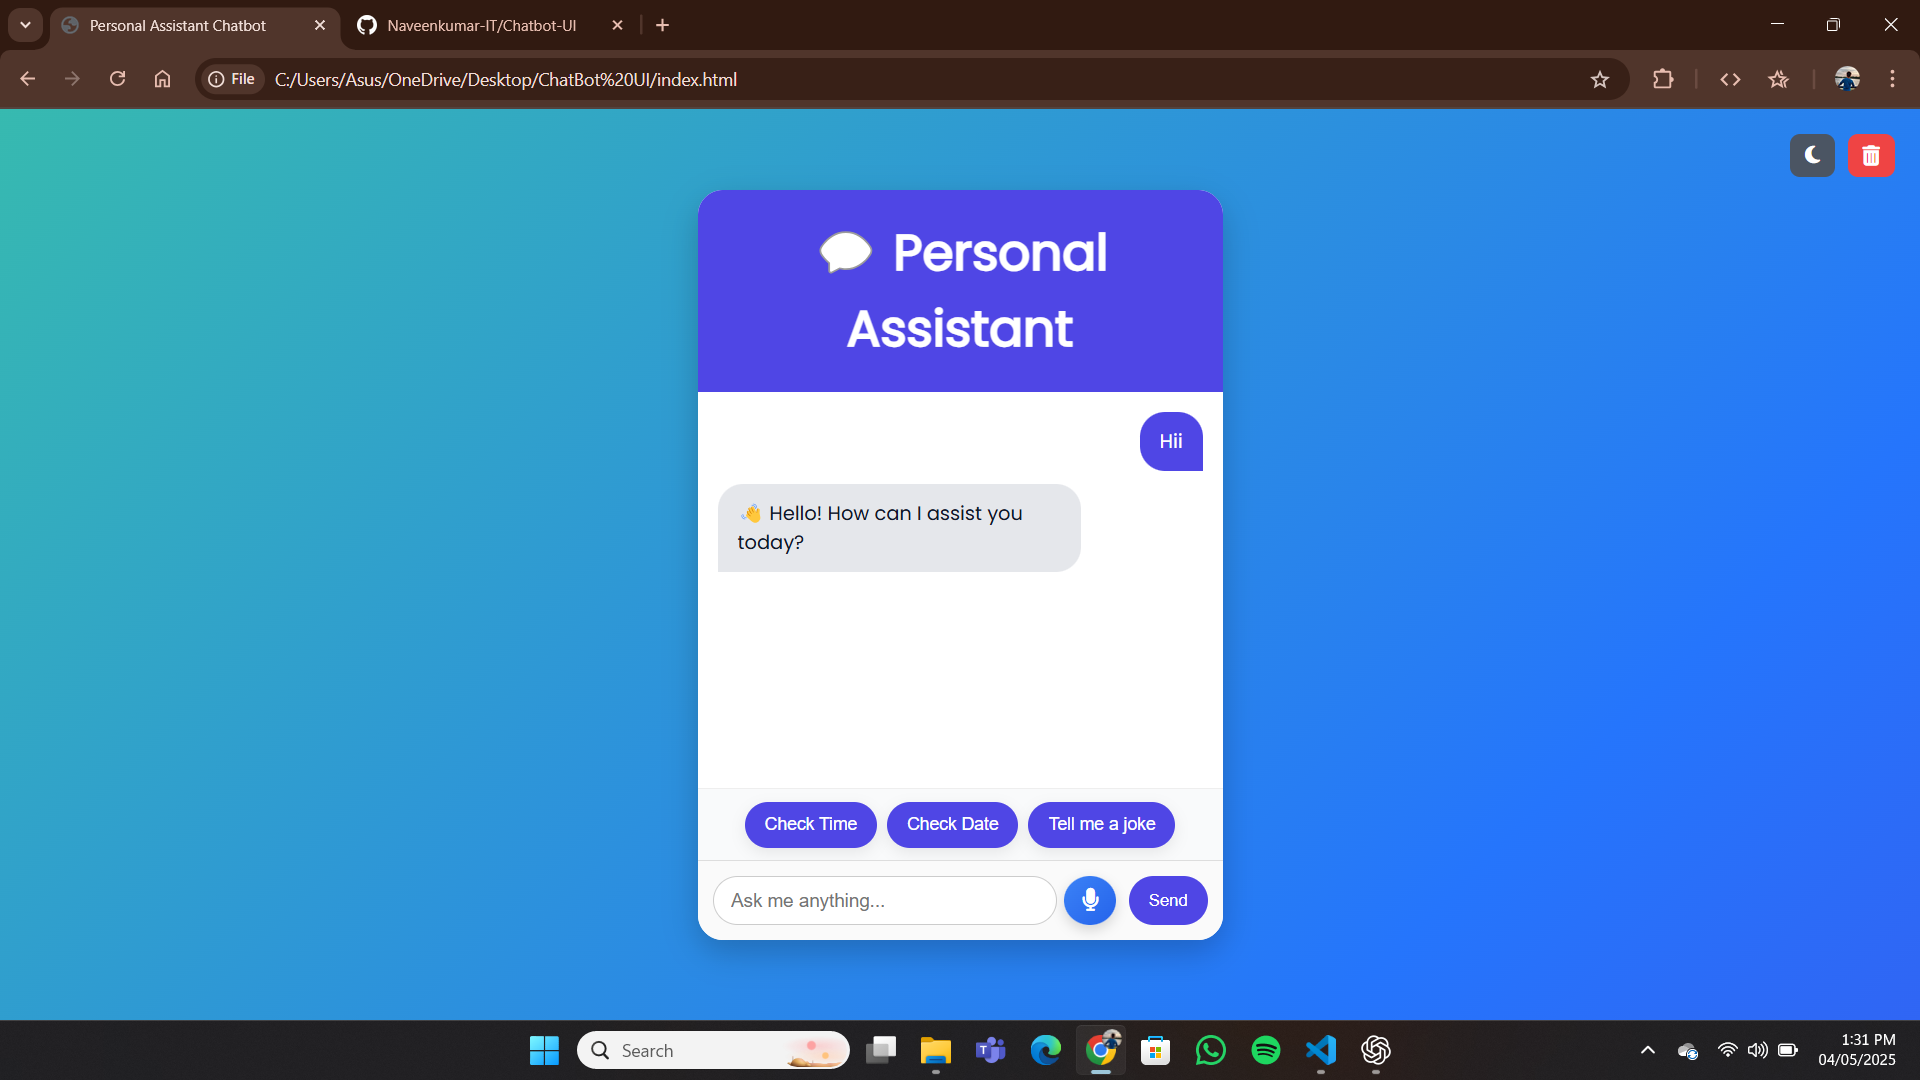 Personal Assistant Chatbot
Naveenkumar-IT/Chatbot-UI
File
C:/Users/Asus/OneDrive/Desktop/ChatBot%20UI/index.html
Personal
Assistant
Hii
👋 Hello! How can I assist you
today?
Check Time
Check Date
Tell me a joke
Ask me anything...
Send
Search
1:31 PM
04/05/2025